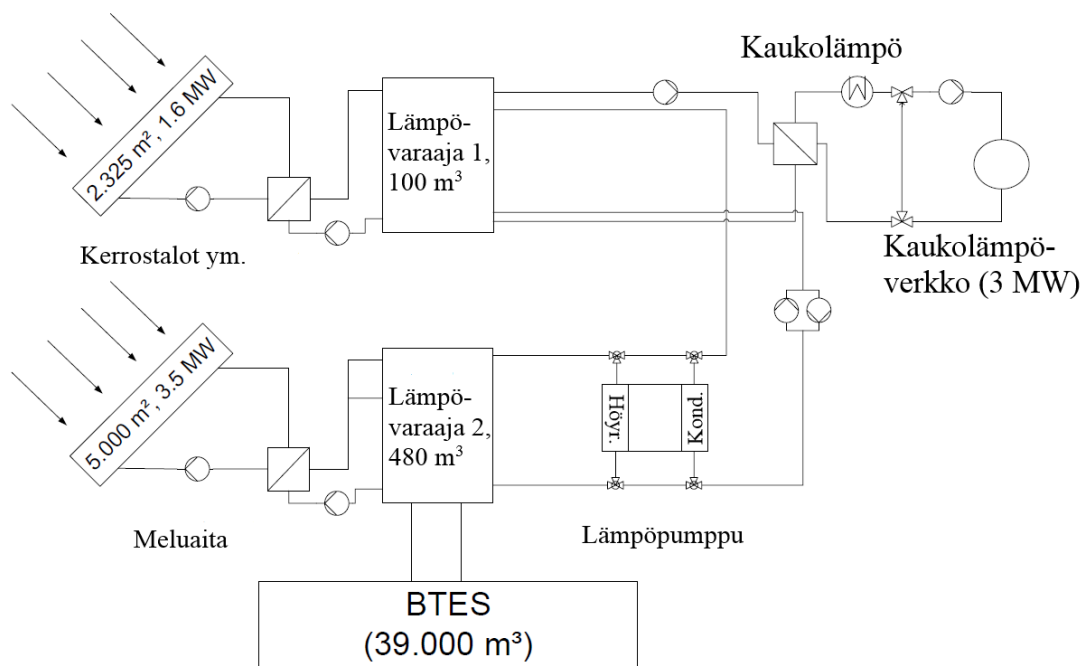 Kaukolämpö
2.325 m², 1.6 MW
Lämpö-
varaaja 1,
100 m³
Kerrostalot ym.
Kaukolämpö-
verkko (3 MW)
5.000 m², 3.5 MW
Lämpö-
varaaja 2,
480 m³
Höyr.
Kond.
Meluaita
Lämpöpumppu
BTES
(39.000 m³)